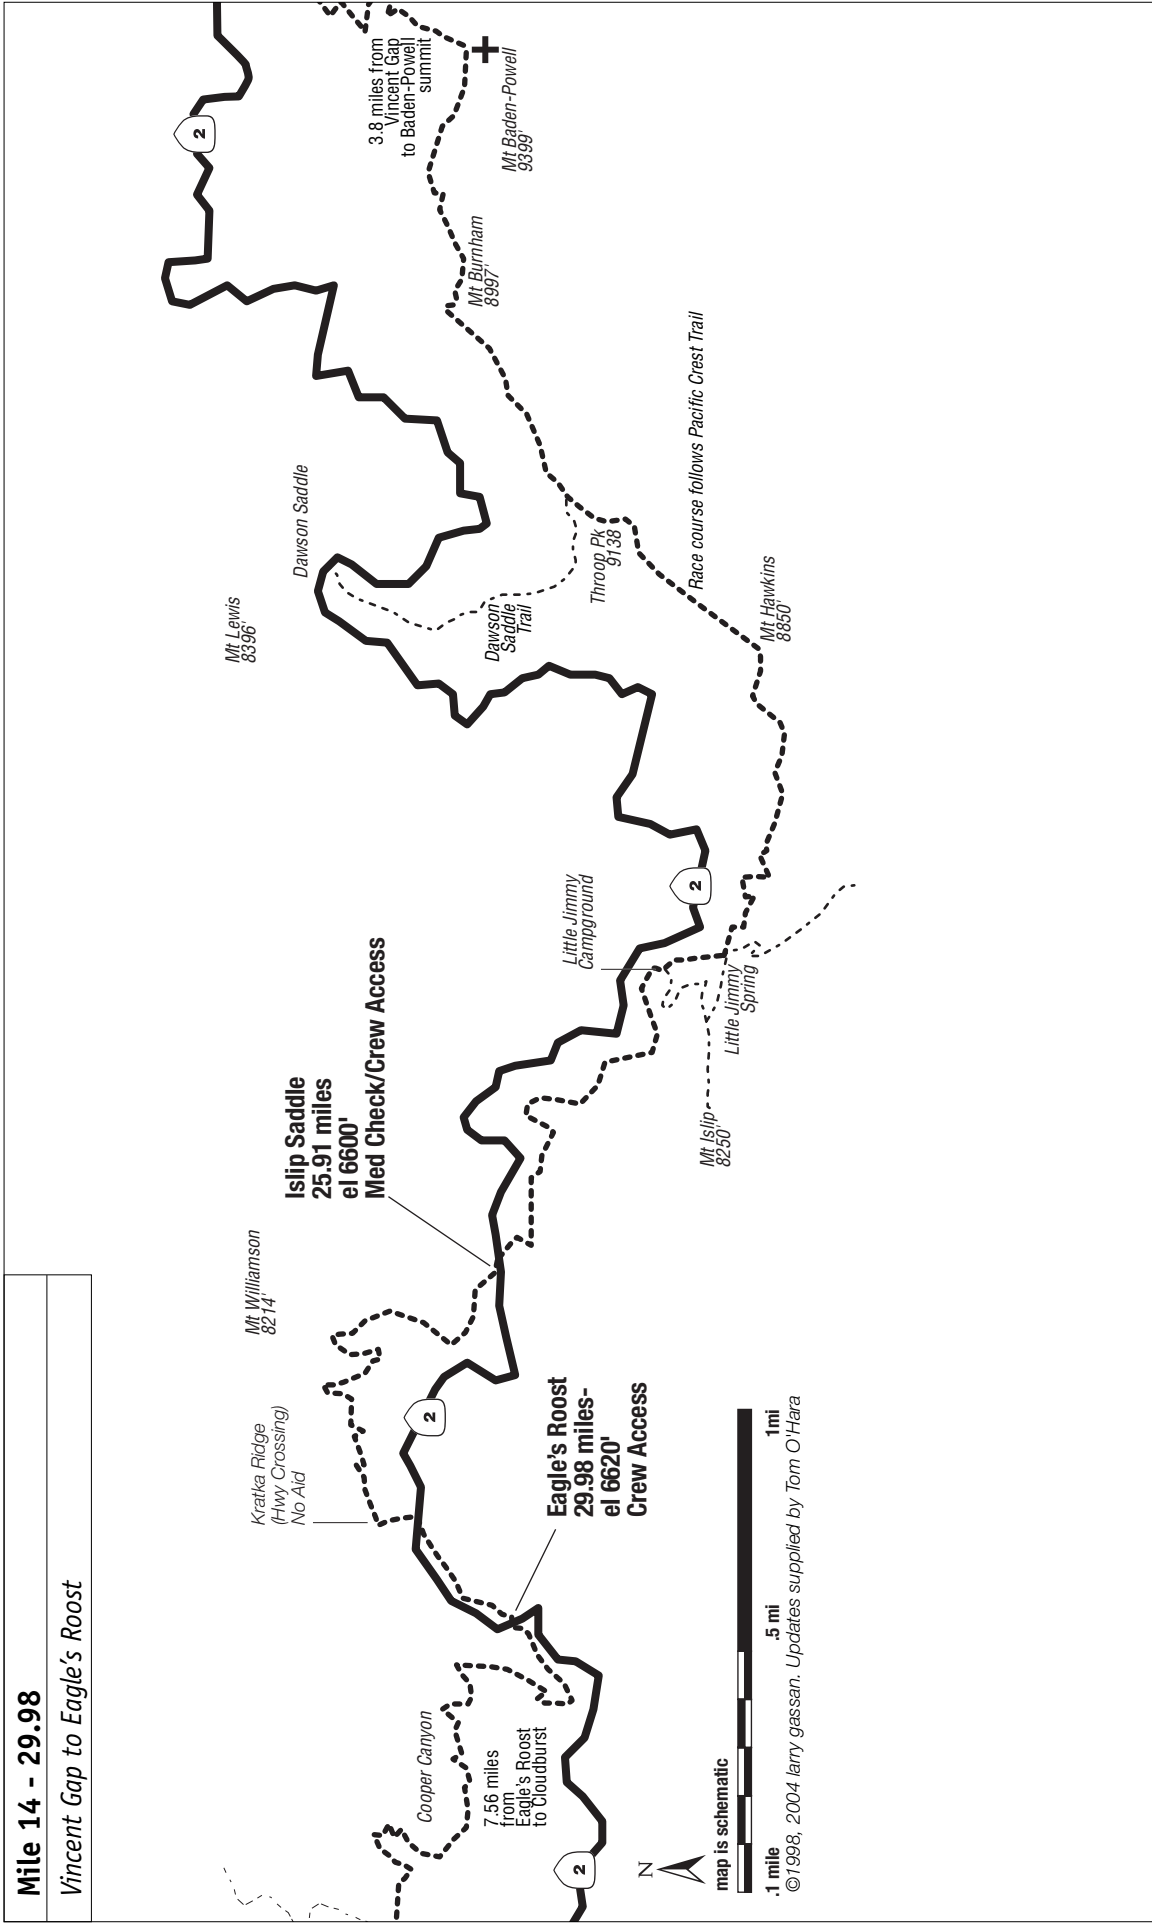 Mile 14 - 29.98
Vincent Gap to Eagle's Roost
2
3.8 miles from
Vincent Gap
to Baden-Powell
summit
Mt Baden-Powell
9399'
Mt Burnham
8997'
Dawson Saddle
Mt Lewis
8396'
Dawson
Saddle
Trail
Throop Pk
9138'
Race course follows Pacific Crest Trail
Mt Hawkins
8850'
2
Little Jimmy
Campground
Little Jimmy
Spring
Mt Islip
8250'
Islip Saddle
25.91 miles
el 6600'
Med Check/Crew Access
Mt Williamson
8214'
Kratka Ridge
(Hwy Crossing)
No Aid
2
Eagle's Roost
29.98 miles-
el 6620'
Crew Access
Cooper Canyon
7.56 miles
from
Eagle's Roost
to Cloudburst
2
N
map is schematic
.1 mile .5 mi 1mi
©1998, 2004 larry gassan. Updates supplied by Tom O'Hara